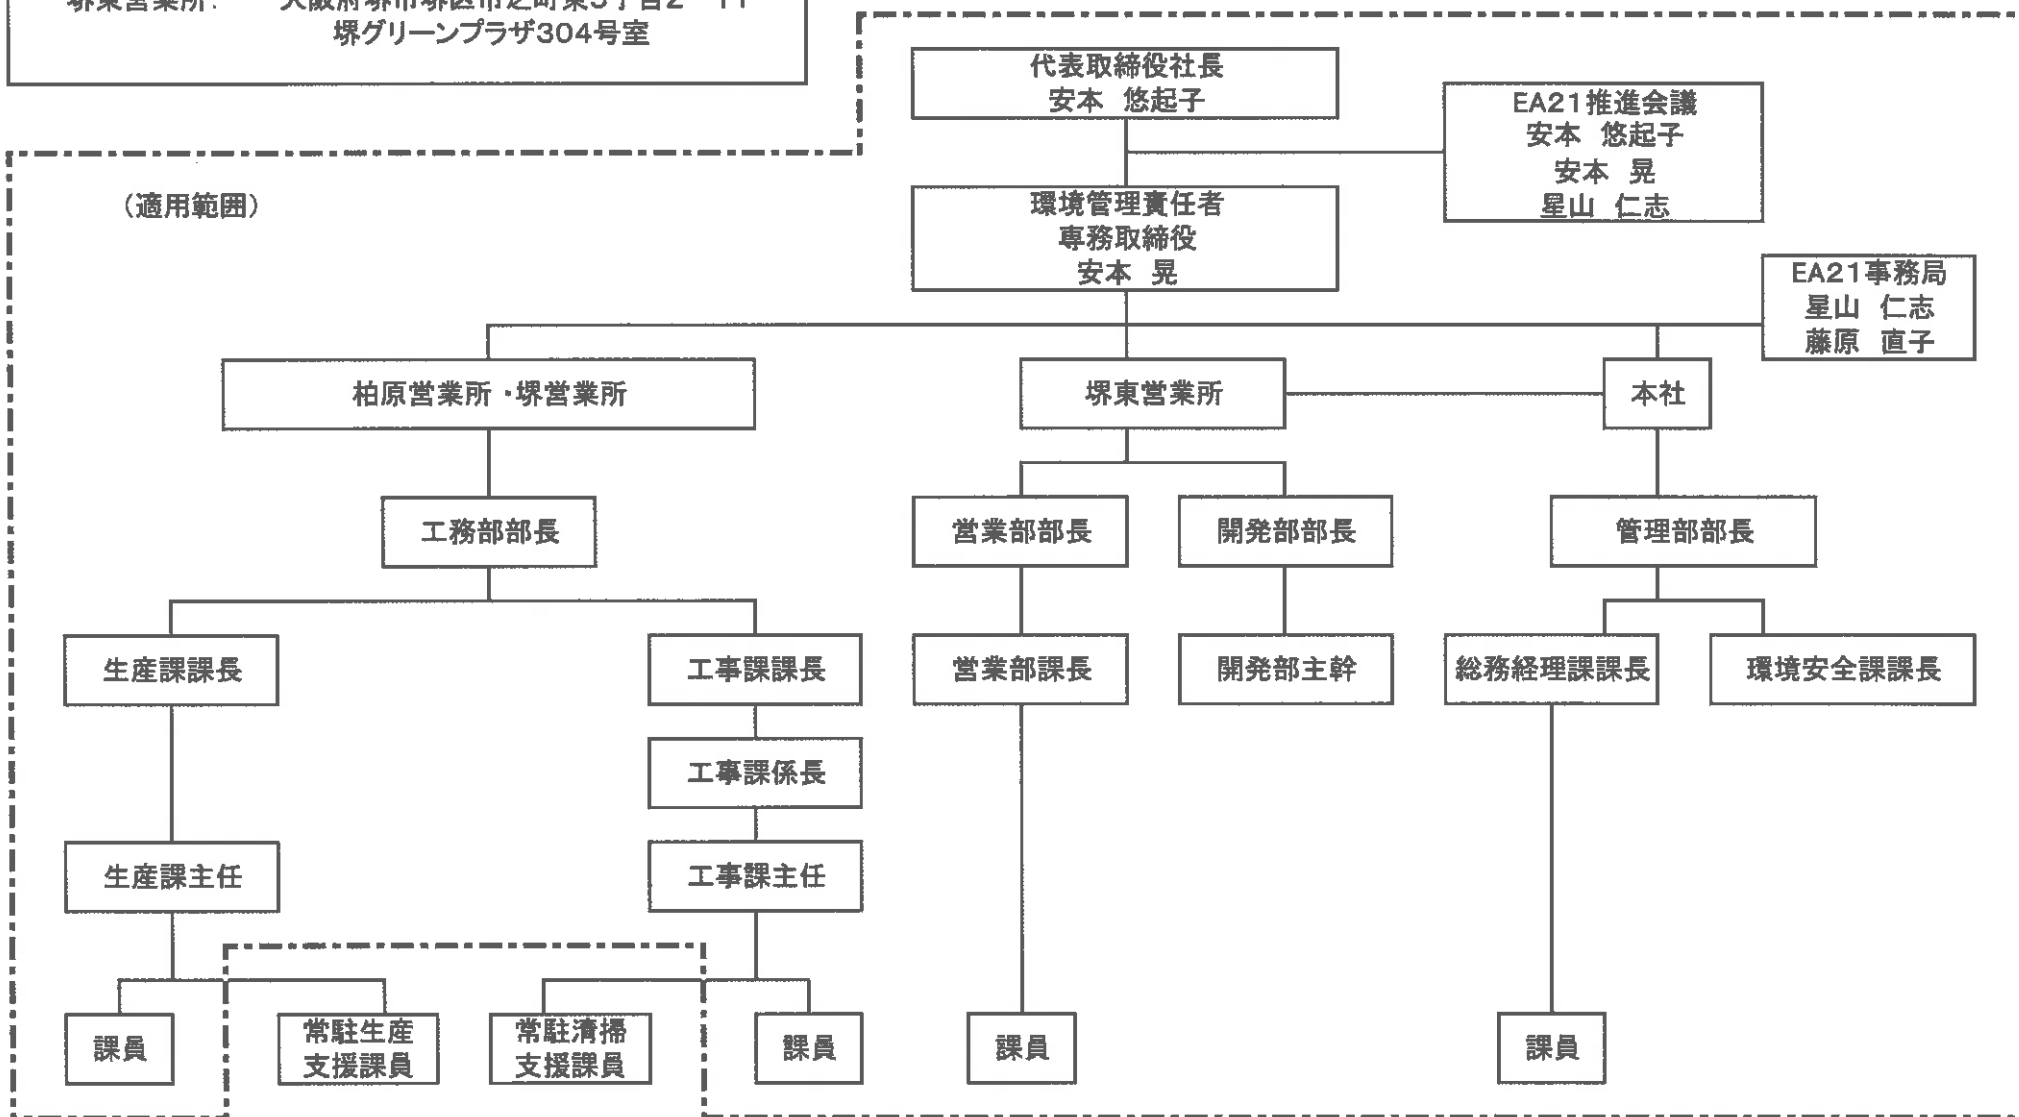 堺グリーンプラザ304号室
代表取締役社長
安本 悠起子
EA21推進会議
安本 悠起子
安本 晃
星山 仁志
(適用範囲)
環境管理責任者
専務取締役
安本 晃
EA21事務局
星山 仁志
藤原 直子
柏原営業所・堺営業所
堺東営業所
本社
工務部部長
営業部部長
開発部部長
管理部部長
生産課課長
工事課課長
営業部課長
開発部主幹
総務経理課課長
環境安全課課長
工事課係長
生産課主任
工事課主任
課員
常駐生産
支援課員
常駐清掃
支援課員
課員
課員
課員